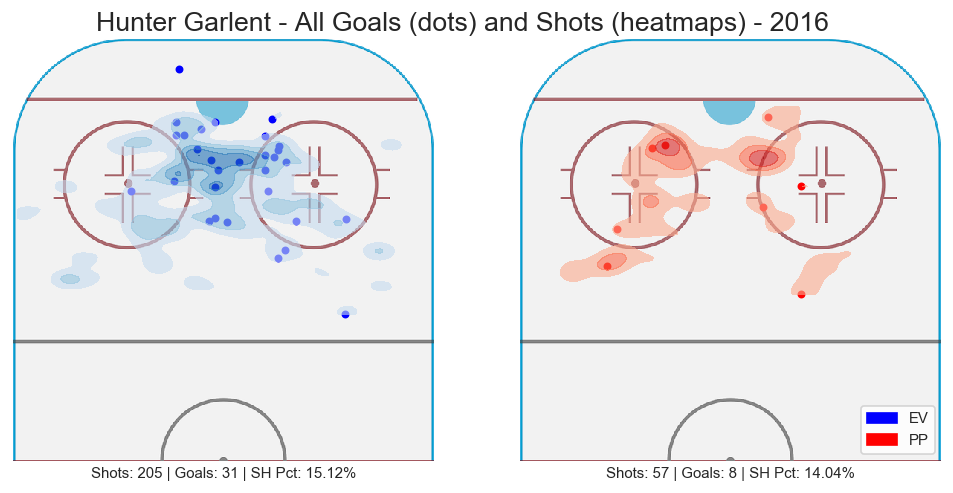 Hunter Garlent - All Goals (dots) and Shots (heatmaps) - 2016
EV
PP
Shots: 205 | Goals: 31 | SH Pct: 15.12%
Shots: 57 | Goals: 8 | SH Pct: 14.04%